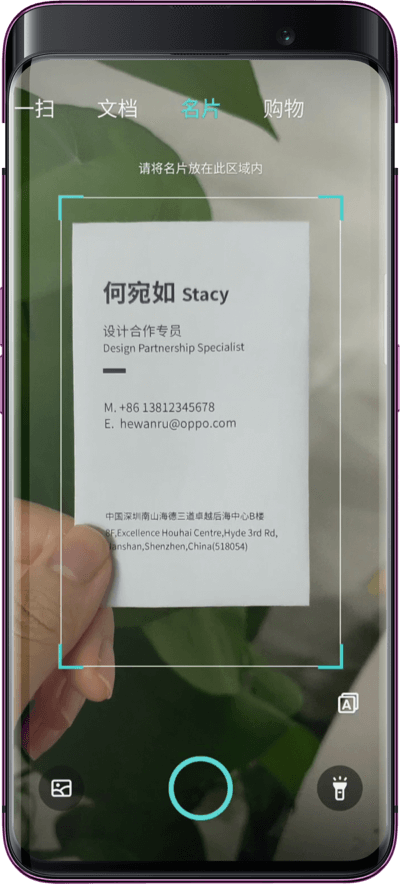 一扫 文档 名片 购物
请将名片放在此区域内
何宛如 Stacy
设计合作专员
Design Partnership Specialist
M. +86 13812345678
E. hewanru@oppo.com
中国深圳南山海德三道卓越后海中心B楼
8F,Excellence Houhai Centre,Hyde 3rd Rd,
Nanshan,Shenzhen,China(518054)
A